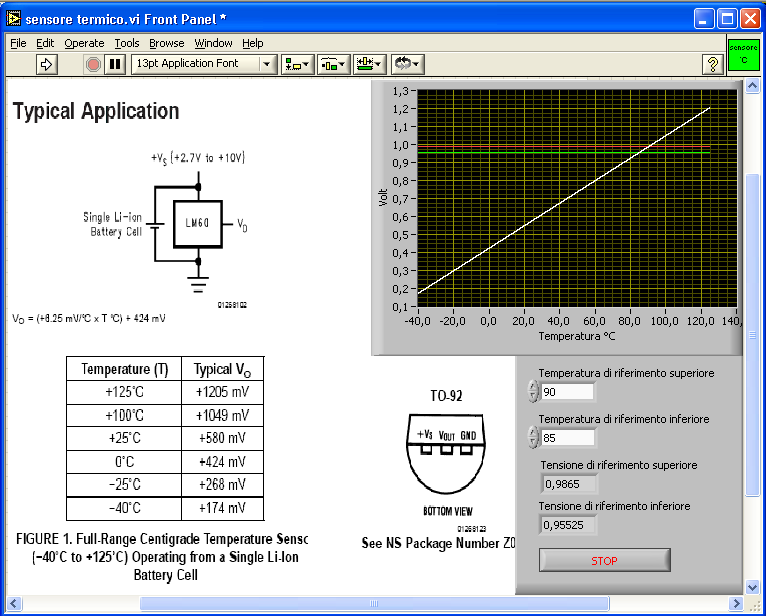 sensore termico.vi Front Panel *
File Edit Operate Tools Browse Window Help
13pt Application Font
?
sensore
°C
Typical Application
+VS (+2.7V to +10V)
Single Li-ion
Battery Cell
LM60
VO
01268102
VO = (+6.25 mV/°C x T °C) + 424 mV
Temperature (T) Typical VO
+125°C +1205 mV
+100°C +1049 mV
+25°C +580 mV
0°C +424 mV
−25°C +268 mV
−40°C +174 mV
FIGURE 1. Full-Range Centigrade Temperature Senso
(−40°C to +125°C) Operating from a Single Li-Ion
Battery Cell
TO-92
+VS VOUT GND
BOTTOM VIEW
01268123
See NS Package Number Z0
Volt
1,3
1,2
1,1
1,0
0,9
0,8
0,7
0,6
0,5
0,4
0,3
0,2
0,1
-40,0 -20,0 0,0 20,0 40,0 60,0 80,0 100,0 120,0 140,
Temperatura °C
Temperatura di riferimento superiore
90
Temperatura di riferimento inferiore
85
Tensione di riferimento superiore
0,9865
Tensione di riferimento inferiore
0,95525
STOP